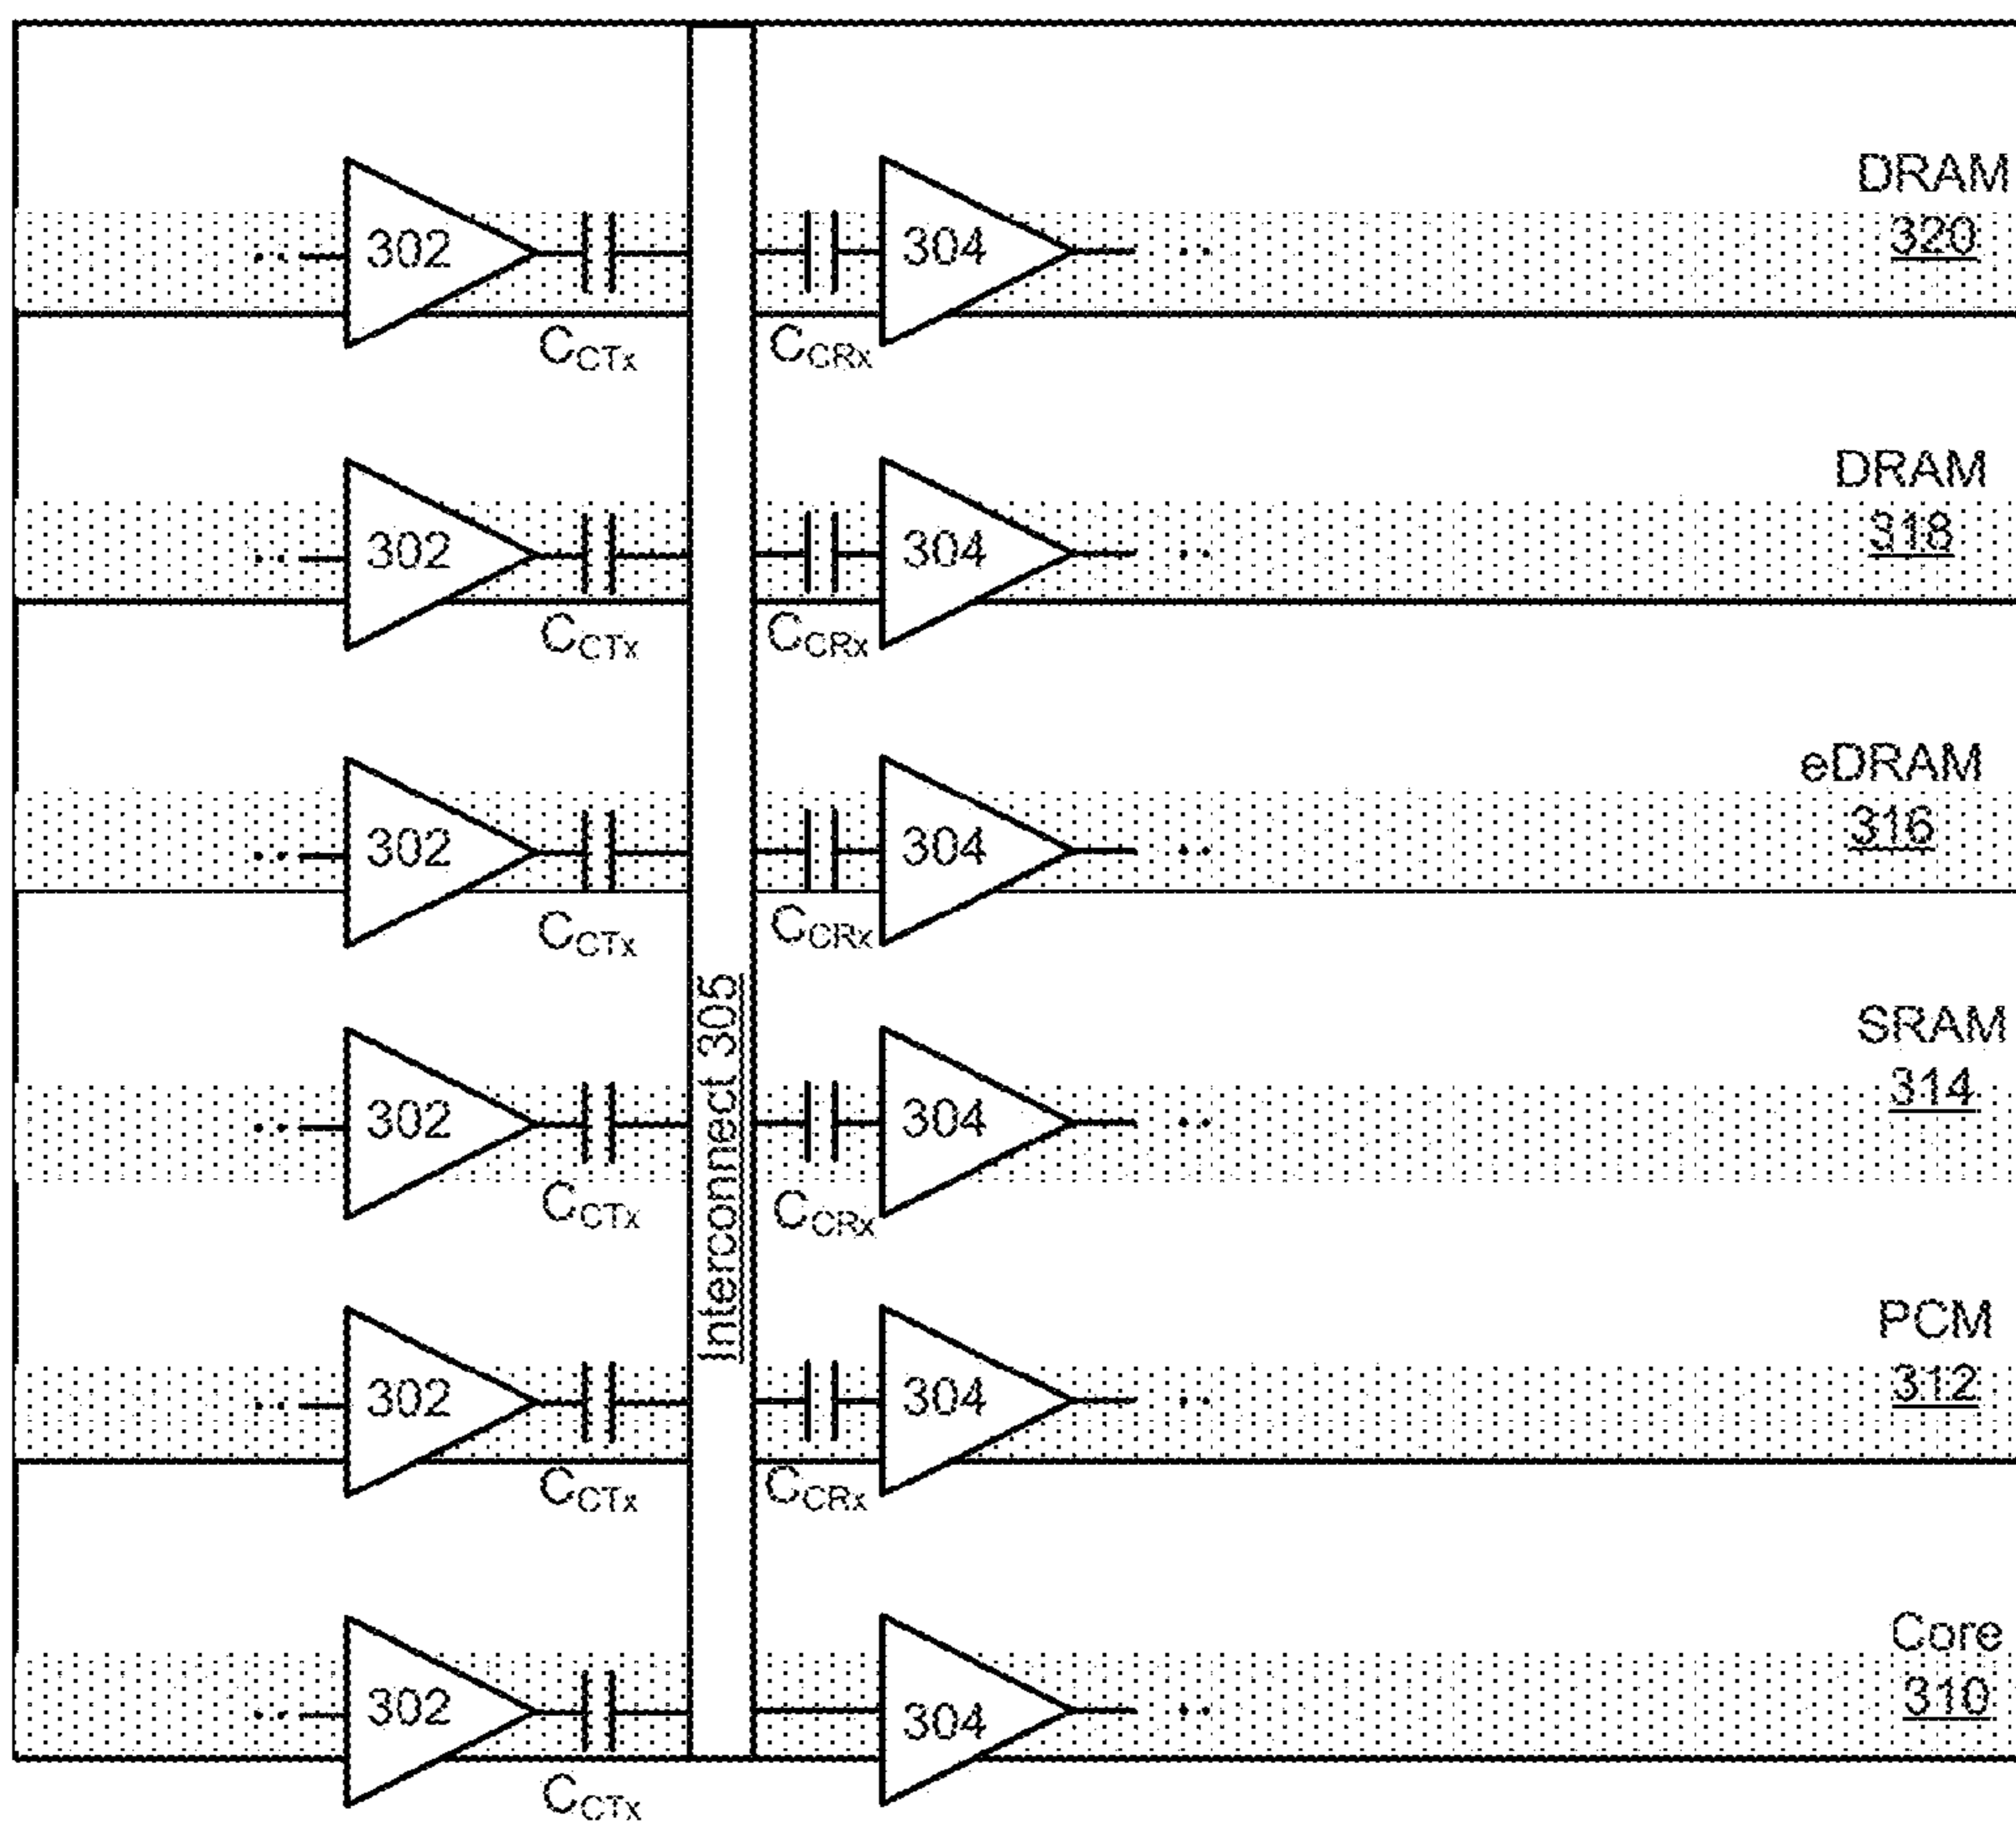 DRAM
302 304 320
CCTx CCRx
DRAM
302 304 318
CCTx CCRx
eDRAM
302 304 316
CCTx CCRx
Interconnect 305
SRAM
302 304 314
CCTx CCRx
PCM
302 304 312
CCTx CCRx
Core
302 304 310
CCTx